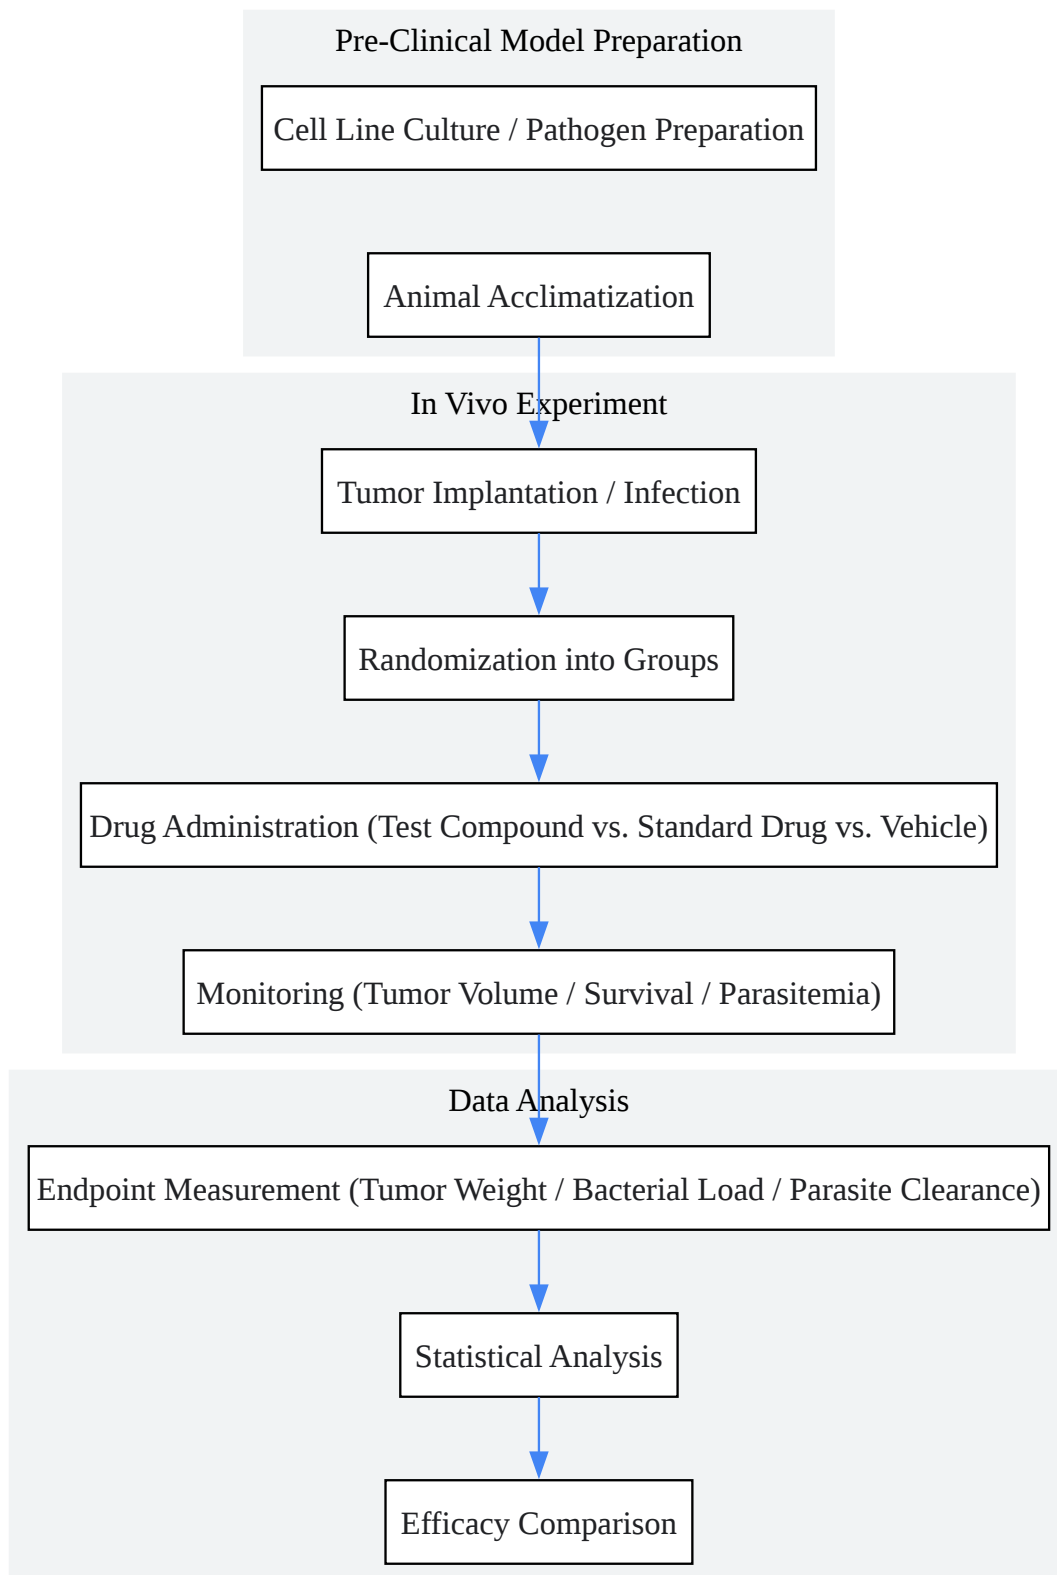 Pre-Clinical Model Preparation
Cell Line Culture / Pathogen Preparation
Animal Acclimatization
In Vivo Experiment
Tumor Implantation / Infection
Randomization into Groups
Drug Administration (Test Compound vs. Standard Drug vs. Vehicle)
Monitoring (Tumor Volume / Survival / Parasitemia)
Data Analysis
Endpoint Measurement (Tumor Weight / Bacterial Load / Parasite Clearance)
Statistical Analysis
Efficacy Comparison